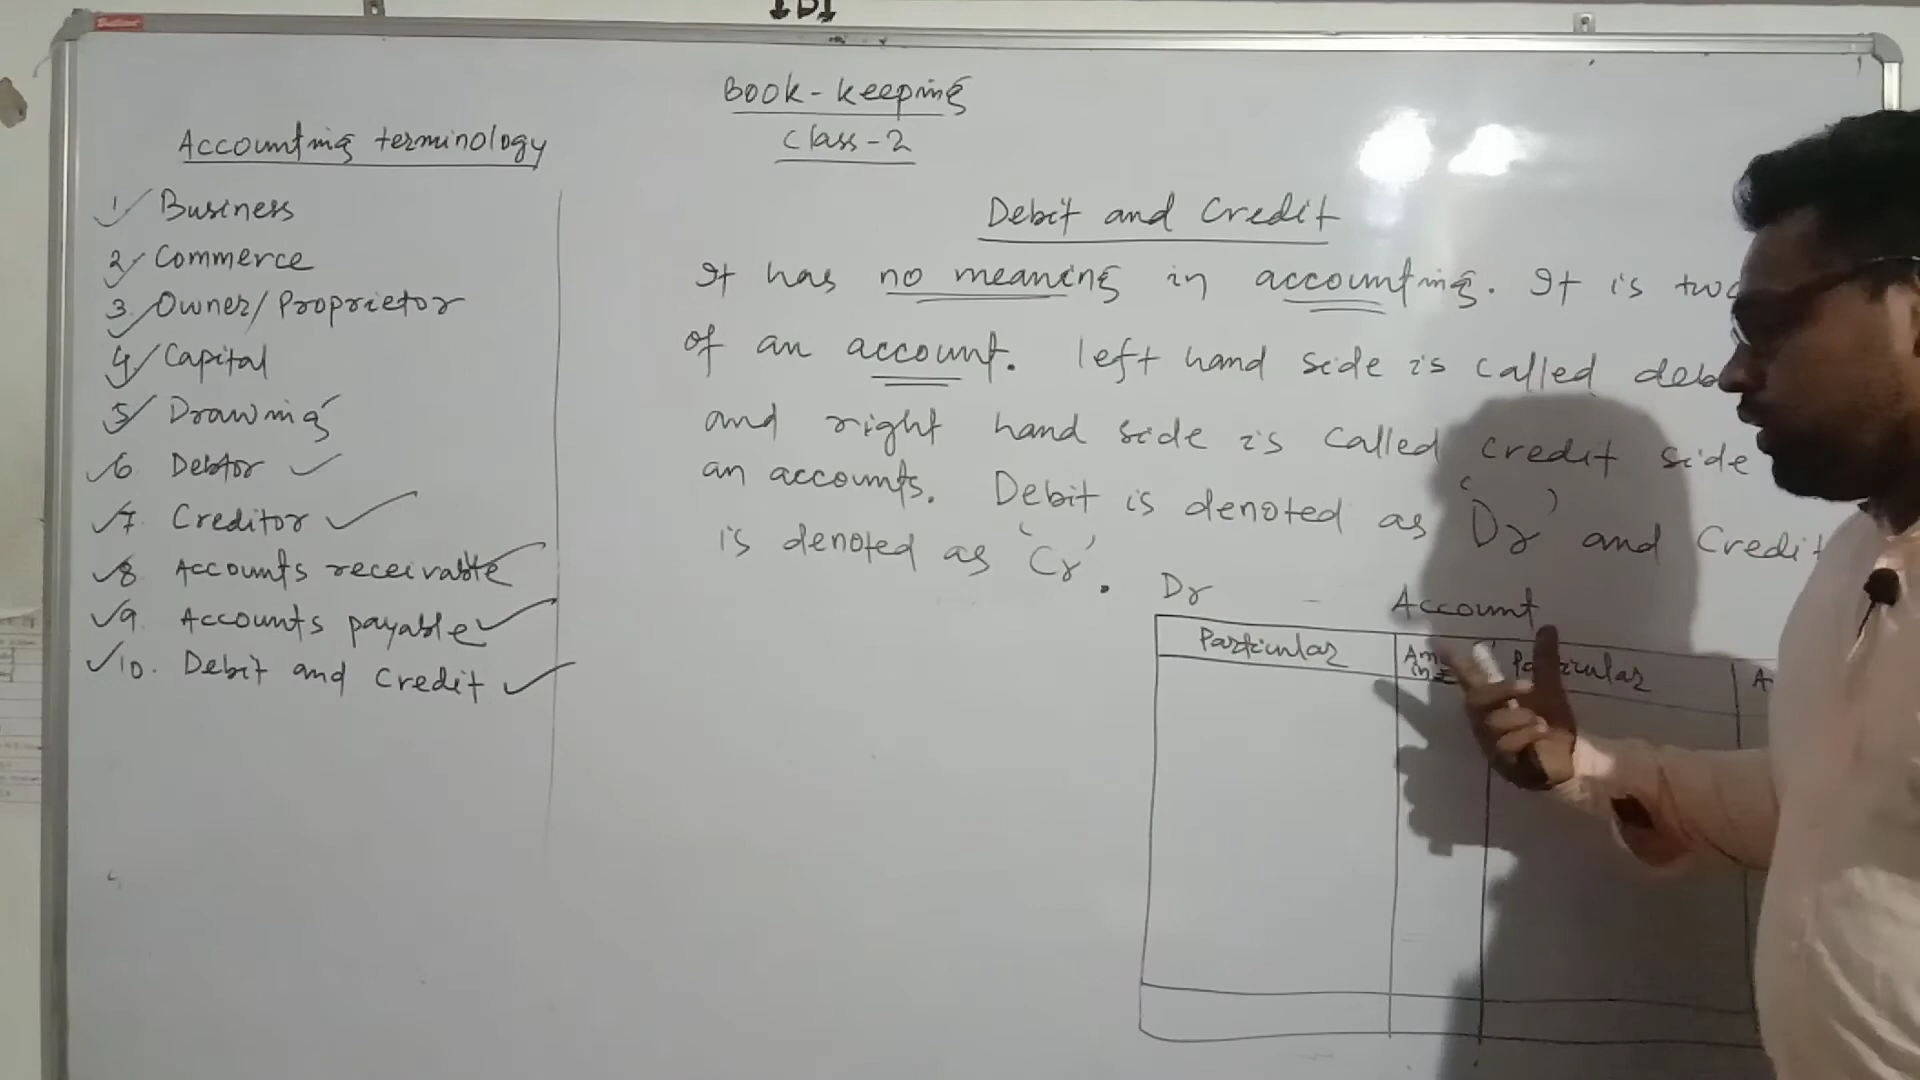 Book-keeping
Class-2
Accounting terminology
1 Business
2 Commerce
3 Owner/Proprietor
4 Capital
5 Drawing
6 Debtor
7. Creditor
8 Accounts receivable
9. Accounts payable
10. Debit and Credit
Debit and Credit
It has no meaning in accounting. It is two
of an account. left hand side is called
and right hand side is called credit side
an accounts. Debit is denoted as 'Dr' and Credit
is denoted as 'Cr'.
Dr Account
Particular Particular